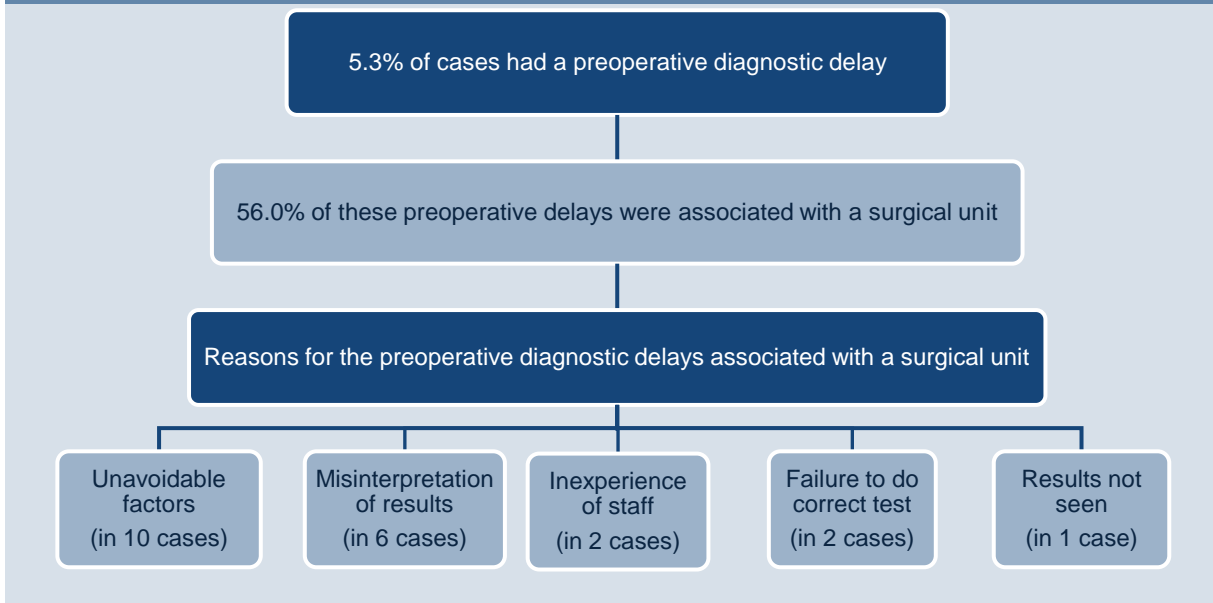 5.3% of cases had a preoperative diagnostic delay
56.0% of these preoperative delays were associated with a surgical unit
Reasons for the preoperative diagnostic delays associated with a surgical unit
Unavoidable
factors
(in 10 cases)
Misinterpretation
of results
(in 6 cases)
Inexperience
of staff
(in 2 cases)
Failure to do
correct test
(in 2 cases)
Results not
seen
(in 1 case)